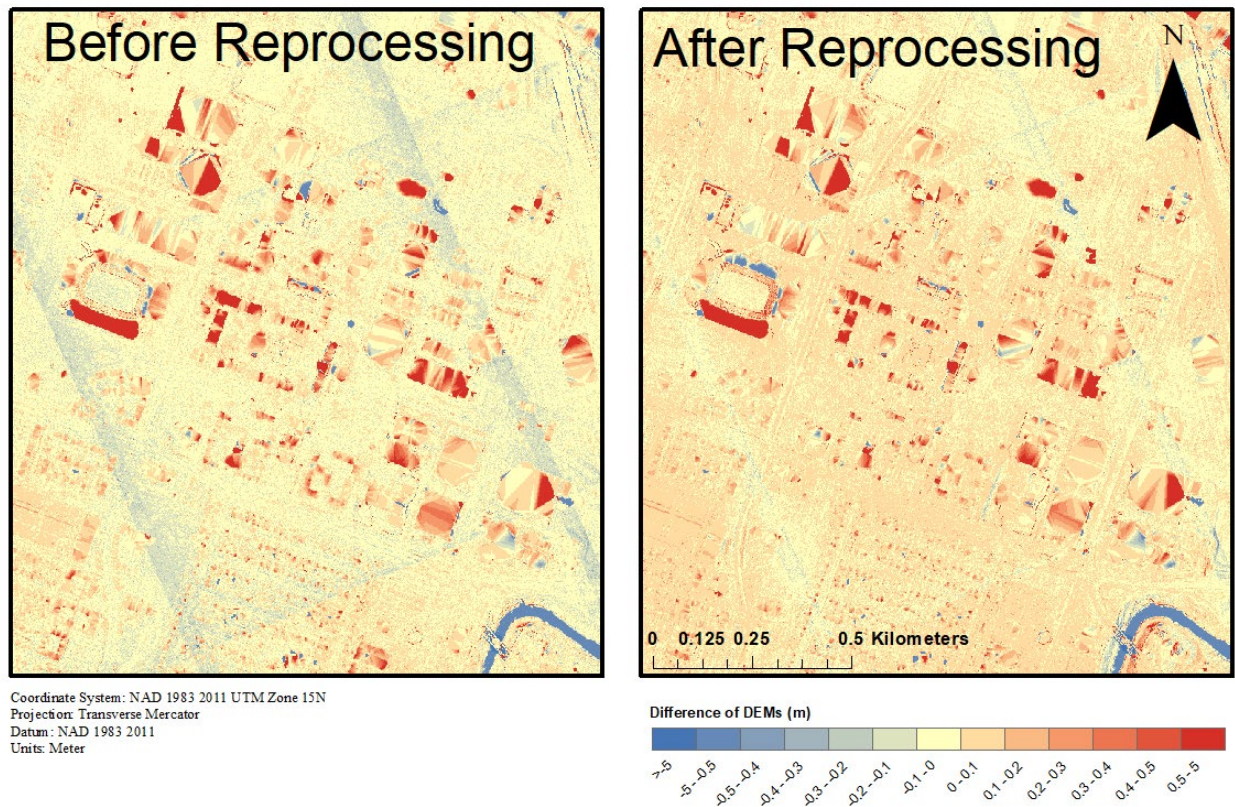 Before Reprocessing
After Reprocessing
N
0 0.125 0.25 0.5 Kilometers
Coordinate System: NAD 1983 2011 UTM Zone 15N
Projection: Transverse Mercator
Datum: NAD 1983 2011
Units: Meter
Difference of DEMs (m)
>-5
-5 - -0.5
-0.5 - -0.4
-0.4 - -0.3
-0.3 - -0.2
-0.2 - -0.1
-0.1 - 0
0 - 0.1
0.1 - 0.2
0.2 - 0.3
0.3 - 0.4
0.4 - 0.5
0.5 - 5